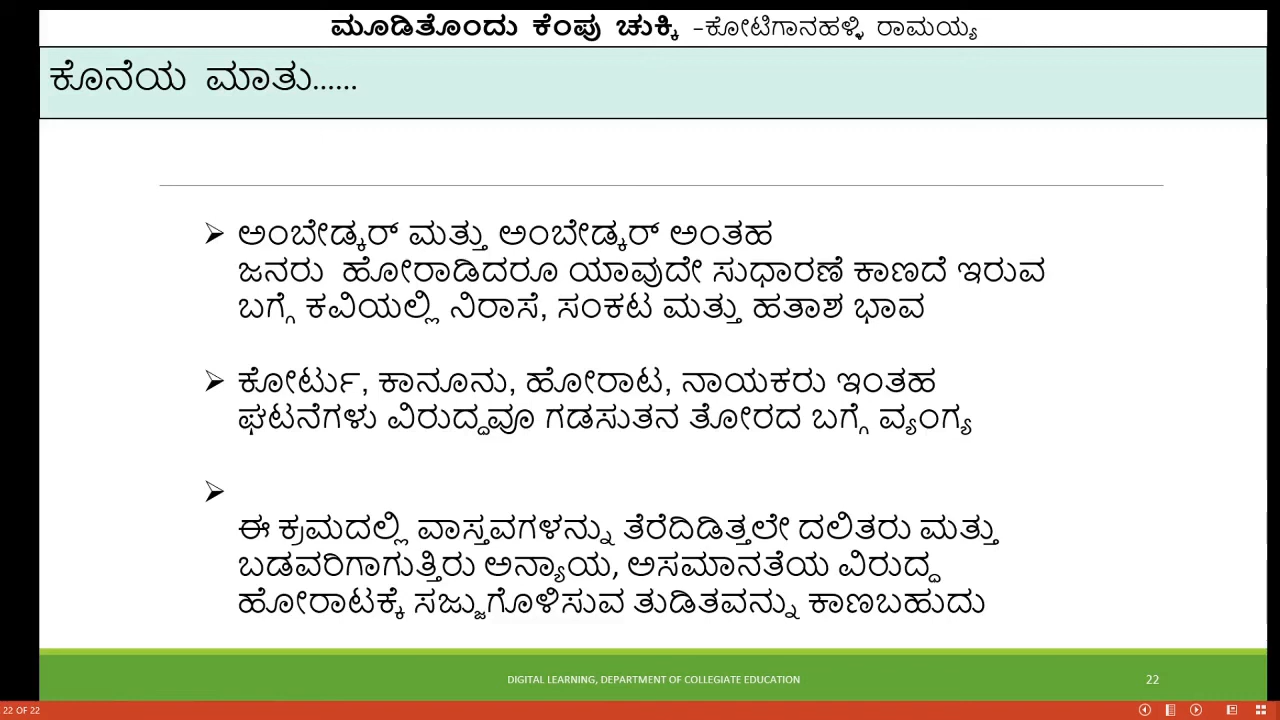 ಮೂಡಿತೊಂದು ಕೆಂಪು ಚುಕ್ಕಿ -ಕೋಟಿಗಾನಹಳ್ಳಿ ರಾಮಯ್ಯ
ಕೊನೆಯ ಮಾತು......
➢ ಅಂಬೇಡ್ಕರ್ ಮತ್ತು ಅಂಬೇಡ್ಕರ್ ಅಂತಹ
ಜನರು ಹೋರಾಡಿದರೂ ಯಾವುದೇ ಸುಧಾರಣೆ ಕಾಣದೆ ಇರುವ
ಬಗ್ಗೆ ಕವಿಯಲ್ಲಿ ನಿರಾಸೆ, ಸಂಕಟ ಮತ್ತು ಹತಾಶ ಭಾವ
➢ ಕೋರ್ಟು, ಕಾನೂನು, ಹೋರಾಟ, ನಾಯಕರು ಇಂತಹ
ಘಟನೆಗಳು ವಿರುದ್ಧವೂ ಗಡಸುತನ ತೋರದ ಬಗ್ಗೆ ವ್ಯಂಗ್ಯ
➢
ಈ ಕ್ರಮದಲ್ಲಿ ವಾಸ್ತವಗಳನ್ನು ತೆರೆದಿಡಿತ್ತಲೇ ದಲಿತರು ಮತ್ತು
ಬಡವರಿಗಾಗುತ್ತಿರು ಅನ್ಯಾಯ, ಅಸಮಾನತೆಯ ವಿರುದ್ಧ
ಹೋರಾಟಕ್ಕೆ ಸಜ್ಜುಗೊಳಿಸುವ ತುಡಿತವನ್ನು ಕಾಣಬಹುದು
DIGITAL LEARNING, DEPARTMENT OF COLLEGIATE EDUCATION 22
22 OF 22